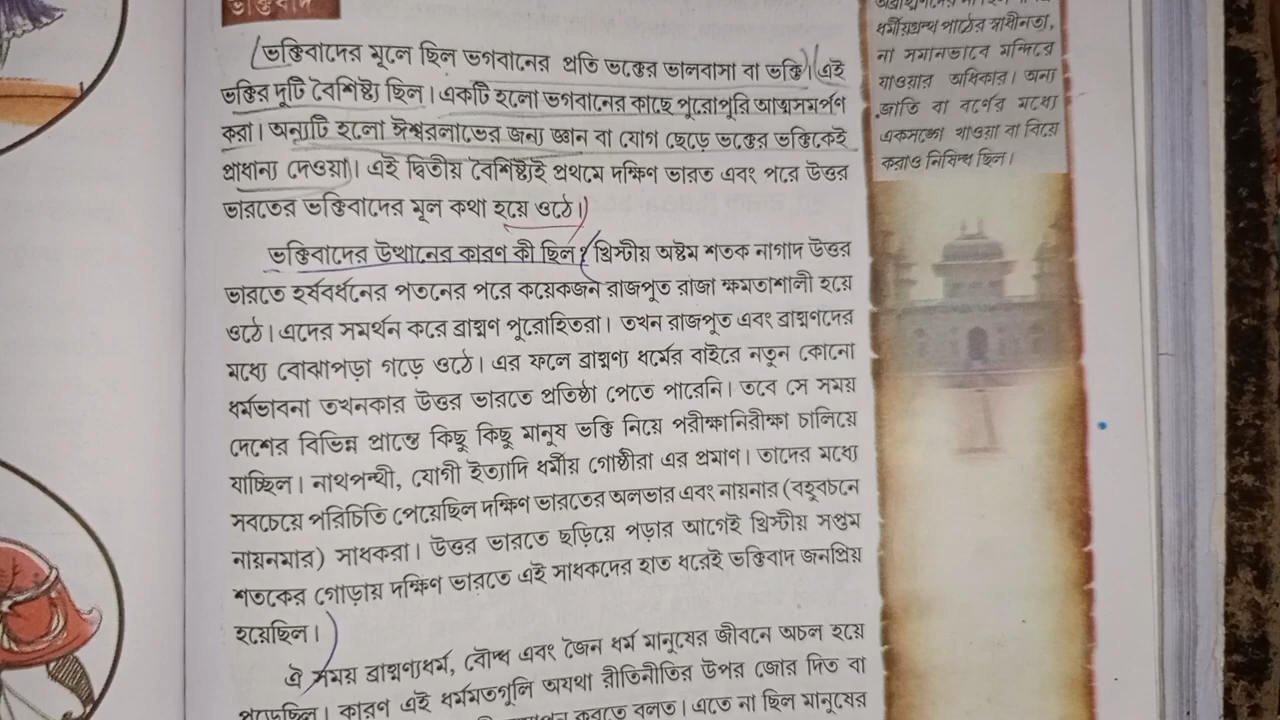 ভক্তিবাদ
ভক্তিবাদের মূলে ছিল ভগবানের প্রতি ভক্তের ভালবাসা বা ভক্তি। এই
ভক্তির দুটি বৈশিষ্ট্য ছিল। একটি হলো ভগবানের কাছে পুরোপুরি আত্মসমর্পণ
করা। অন্যটি হলো ঈশ্বরলাভের জন্য জ্ঞান বা যোগ ছেড়ে ভক্তের ভক্তিকেই
প্রাধান্য দেওয়া। এই দ্বিতীয় বৈশিষ্ট্যই প্রথমে দক্ষিণ ভারত এবং পরে উত্তর
ভারতের ভক্তিবাদের মূল কথা হয়ে ওঠে।
ভক্তিবাদের উত্থানের কারণ কী ছিল? খ্রিস্টীয় অষ্টম শতক নাগাদ উত্তর
ভারতে হর্ষবর্ধনের পতনের পরে কয়েকজন রাজপুত রাজা ক্ষমতাশালী হয়ে
ওঠে। এদের সমর্থন করে ব্রাহ্মণ পুরোহিতরা। তখন রাজপুত এবং ব্রাহ্মণদের
মধ্যে বোঝাপড়া গড়ে ওঠে। এর ফলে ব্রাহ্মণ্য ধর্মের বাইরে নতুন কোনো
ধর্মভাবনা তখনকার উত্তর ভারতে প্রতিষ্ঠা পেতে পারেনি। তবে সে সময়
দেশের বিভিন্ন প্রান্তে কিছু কিছু মানুষ ভক্তি নিয়ে পরীক্ষানিরীক্ষা চালিয়ে
যাচ্ছিল। নাথপন্থী, যোগী ইত্যাদি ধর্মীয় গোষ্ঠীরা এর প্রমাণ। তাদের মধ্যে
সবচেয়ে পরিচিতি পেয়েছিল দক্ষিণ ভারতের অলভার এবং নায়নার (বহুবচনে
নায়নমার) সাধকরা। উত্তর ভারতে ছড়িয়ে পড়ার আগেই খ্রিস্টীয় সপ্তম
শতকের গোড়ায় দক্ষিণ ভারতে এই সাধকদের হাত ধরেই ভক্তিবাদ জনপ্রিয়
হয়েছিল।
ঐ সময় ব্রাহ্মণ্যধর্ম, বৌদ্ধ এবং জৈন ধর্ম মানুষের জীবনে অচল হয়ে
পড়েছিল। কারণ এই ধর্মমতগুলি অযথা রীতিনীতির উপর জোর দিত বা
করতে বলত। এতে না ছিল মানুষের
ধর্মীয়গ্রন্থ পাঠের স্বাধীনতা,
না সমানভাবে মন্দিরে
যাওয়ার অধিকার। অন্য
জাতি বা বর্ণের মধ্যে
একসঙ্গে খাওয়া বা বিয়ে
করাও নিষিদ্ধ ছিল।